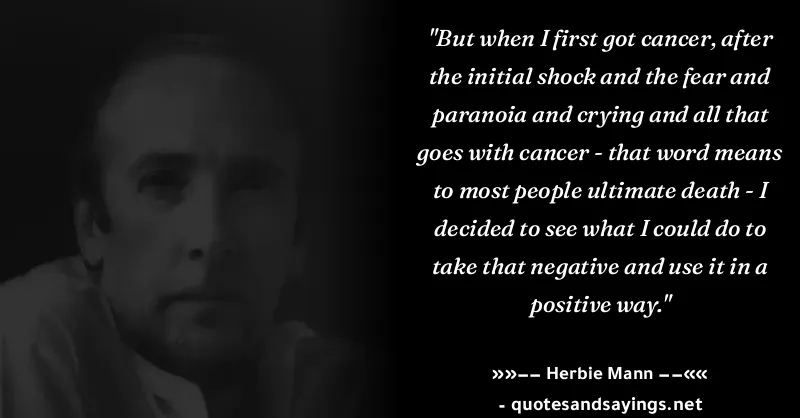 "But when I first got cancer, after
the initial shock and the fear and
paranoia and crying and all that
goes with cancer - that word means
to most people ultimate death - I
decided to see what I could do to
take that negative and use it in a
positive way."
»»−− Herbie Mann −−««
- quotesandsayings.net